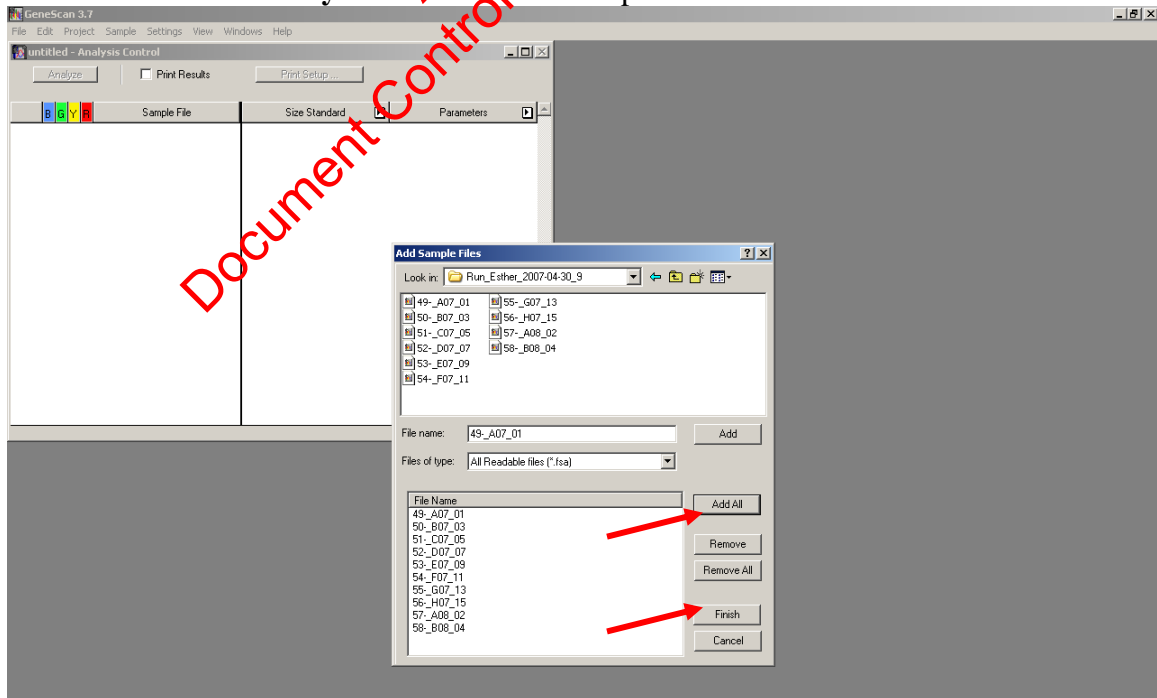 GeneScan 3.7
File Edit Project Sample Settings View Windows Help
untitled - Analysis Control
Analyze Print Results Print Setup ...
B G Y R Sample File Size Standard Parameters
Document Control
Add Sample Files
Look in: Run_Esther_2007-04-30_9
49-_A07_01 55-_G07_13
50-_B07_03 56-_H07_15
51-_C07_05 57-_A08_02
52-_D07_07 58-_B08_04
53-_E07_09
54-_F07_11
File name: 49-_A07_01 Add
Files of type: All Readable files (*.fsa)
File Name Add All
49-_A07_01
50-_B07_03
51-_C07_05
52-_D07_07 Remove
53-_E07_09
54-_F07_11 Remove All
55-_G07_13
56-_H07_15
57-_A08_02 Finish
58-_B08_04
Cancel